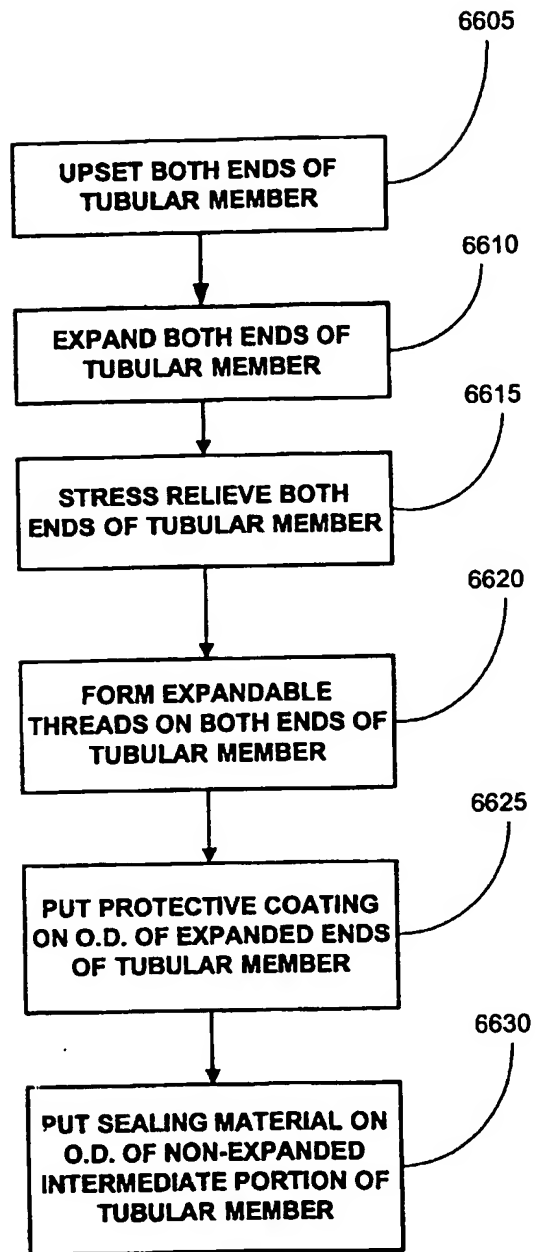 6605
UPSET BOTH ENDS OF
TUBULAR MEMBER
6610
EXPAND BOTH ENDS OF
TUBULAR MEMBER
6615
STRESS RELIEVE BOTH
ENDS OF TUBULAR MEMBER
6620
FORM EXPANDABLE
THREADS ON BOTH ENDS OF
TUBULAR MEMBER
6625
PUT PROTECTIVE COATING
ON O.D. OF EXPANDED ENDS
OF TUBULAR MEMBER
6630
PUT SEALING MATERIAL ON
O.D. OF NON-EXPANDED
INTERMEDIATE PORTION OF
TUBULAR MEMBER